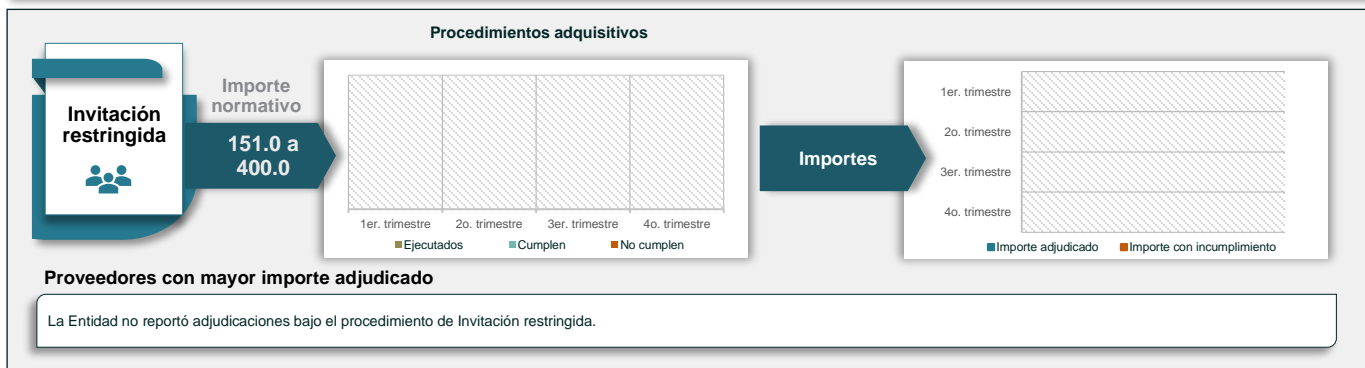 Procedimientos adquisitivos
Invitación
restringida
Importe
normativo
151.0 a
400.0
1er. trimestre 2o. trimestre 3er. trimestre 4o. trimestre
Ejecutados Cumplen No cumplen
Importes
1er. trimestre
2o. trimestre
3er. trimestre
4o. trimestre
Importe adjudicado Importe con incumplimiento
Proveedores con mayor importe adjudicado
La Entidad no reportó adjudicaciones bajo el procedimiento de Invitación restringida.